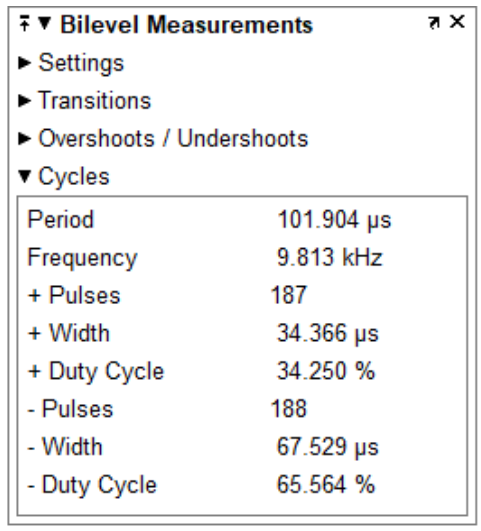 Bilevel Measurements
Settings
Transitions
Overshoots / Undershoots
Cycles
Period 101.904 µs
Frequency 9.813 kHz
+ Pulses 187
+ Width 34.366 µs
+ Duty Cycle 34.250 %
- Pulses 188
- Width 67.529 µs
- Duty Cycle 65.564 %